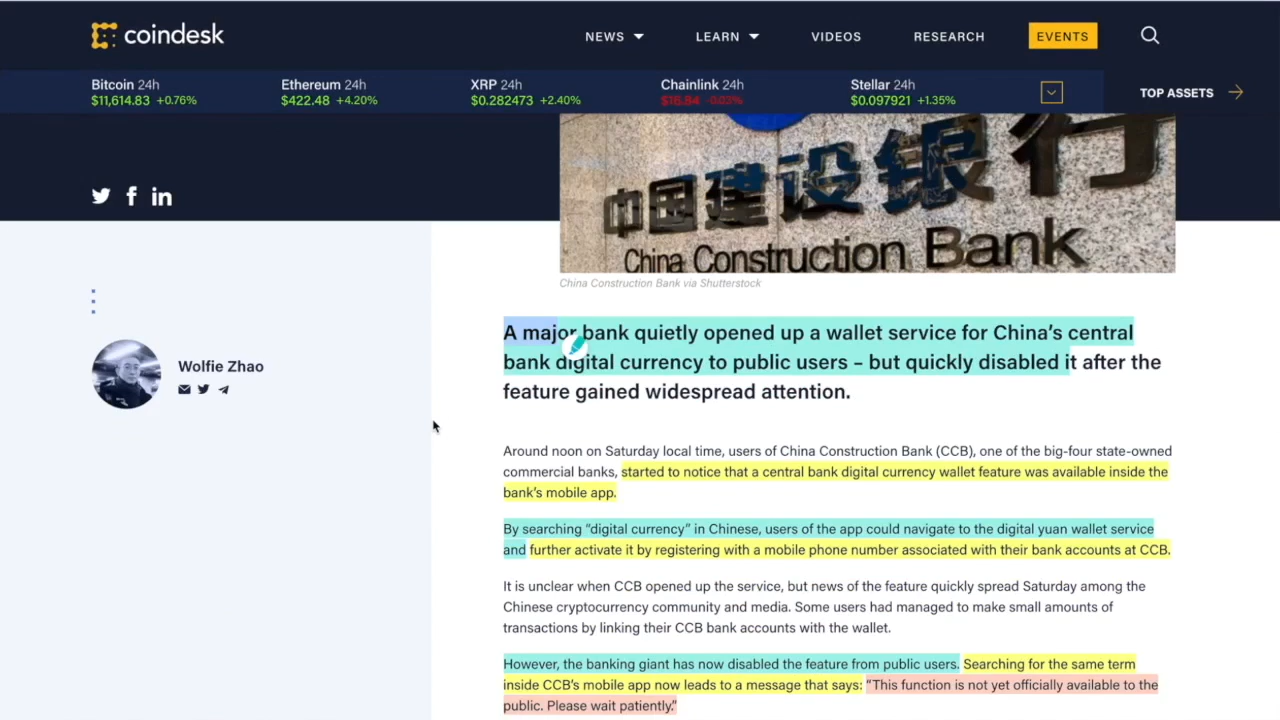 coindesk
NEWS LEARN VIDEOS RESEARCH EVENTS
Bitcoin 24h Ethereum 24h XRP 24h Chainlink 24h Stellar 24h
$11,614.83 +0.76% $422.48 +4.20% $0.282473 +2.40% -0.03% $0.097921 +1.35%
TOP ASSETS
中国建设银行
China Construction Bank
China Construction Bank via Shutterstock
Wolfie Zhao
A major bank quietly opened up a wallet service for China's central
bank digital currency to public users – but quickly disabled it after the
feature gained widespread attention.
Around noon on Saturday local time, users of China Construction Bank (CCB), one of the big-four state-owned
commercial banks, started to notice that a central bank digital currency wallet feature was available inside the
bank's mobile app.
By searching “digital currency” in Chinese, users of the app could navigate to the digital yuan wallet service
and further activate it by registering with a mobile phone number associated with their bank accounts at CCB.
It is unclear when CCB opened up the service, but news of the feature quickly spread Saturday among the
Chinese cryptocurrency community and media. Some users had managed to make small amounts of
transactions by linking their CCB bank accounts with the wallet.
However, the banking giant has now disabled the feature from public users. Searching for the same term
inside CCB's mobile app now leads to a message that says: “This function is not yet officially available to the
public. Please wait patiently.”